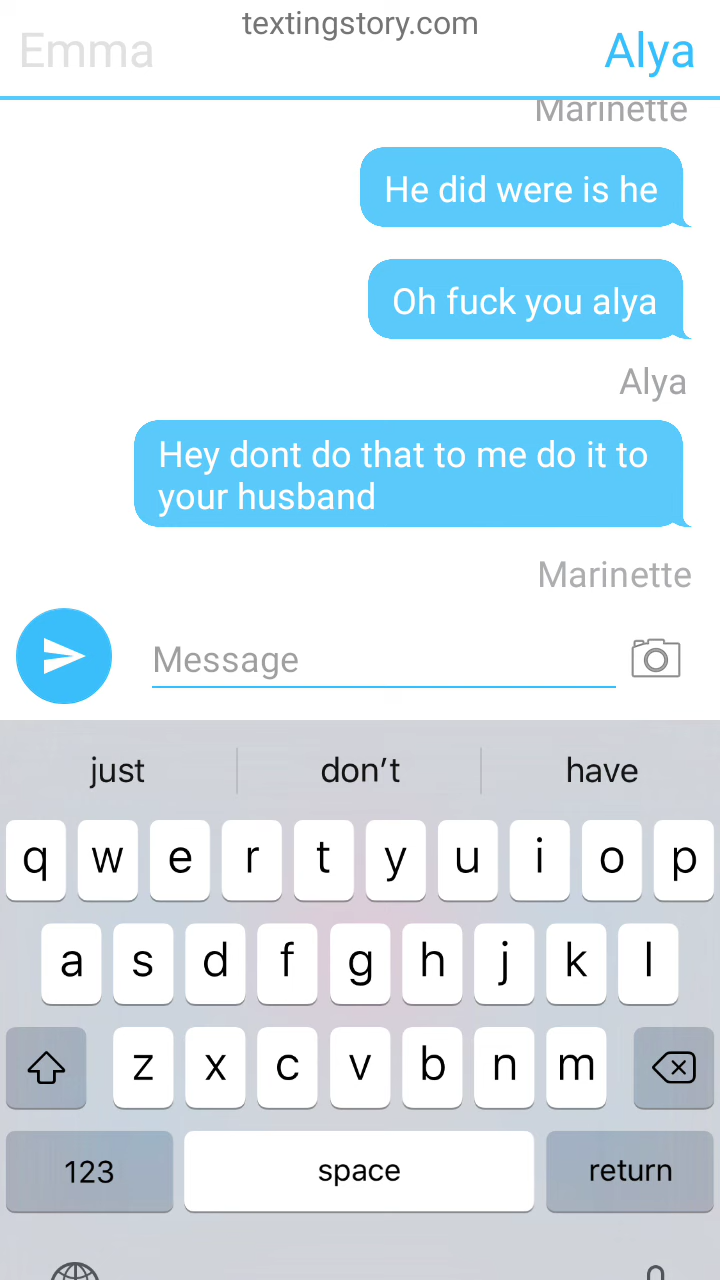 textingstory.com
Emma
Alya
Marinette
He did were is he
Oh fuck you alya
Alya
Hey dont do that to me do it to
your husband
Marinette
Message
just don't have
q w e r t y u i o p
a s d f g h j k l
z x c v b n m
123 space return